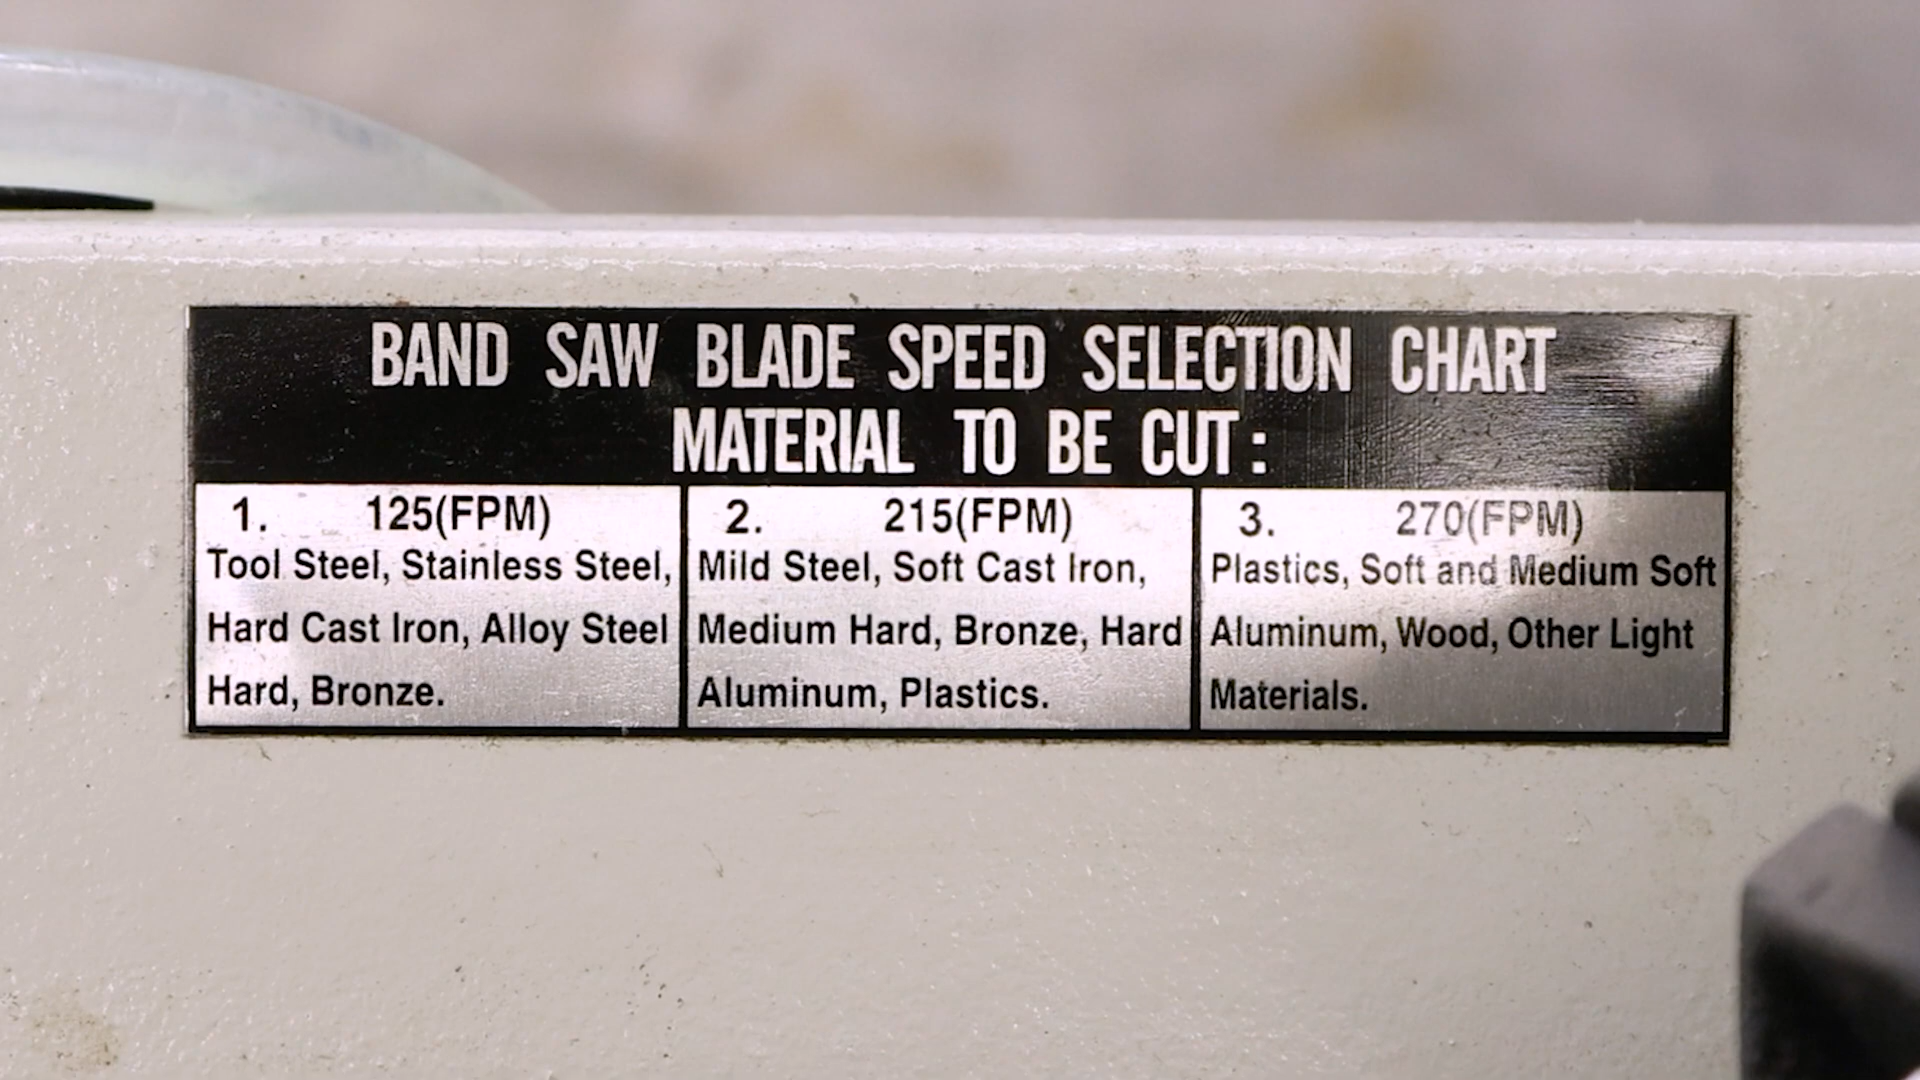 BAND SAW BLADE SPEED SELECTION CHART
MATERIAL TO BE CUT:
1. 125(FPM)
Tool Steel, Stainless Steel,
Hard Cast Iron, Alloy Steel
Hard, Bronze.
2. 215(FPM)
Mild Steel, Soft Cast Iron,
Medium Hard, Bronze, Hard
Aluminum, Plastics.
3. 270(FPM)
Plastics, Soft and Medium Soft
Aluminum, Wood, Other Light
Materials.